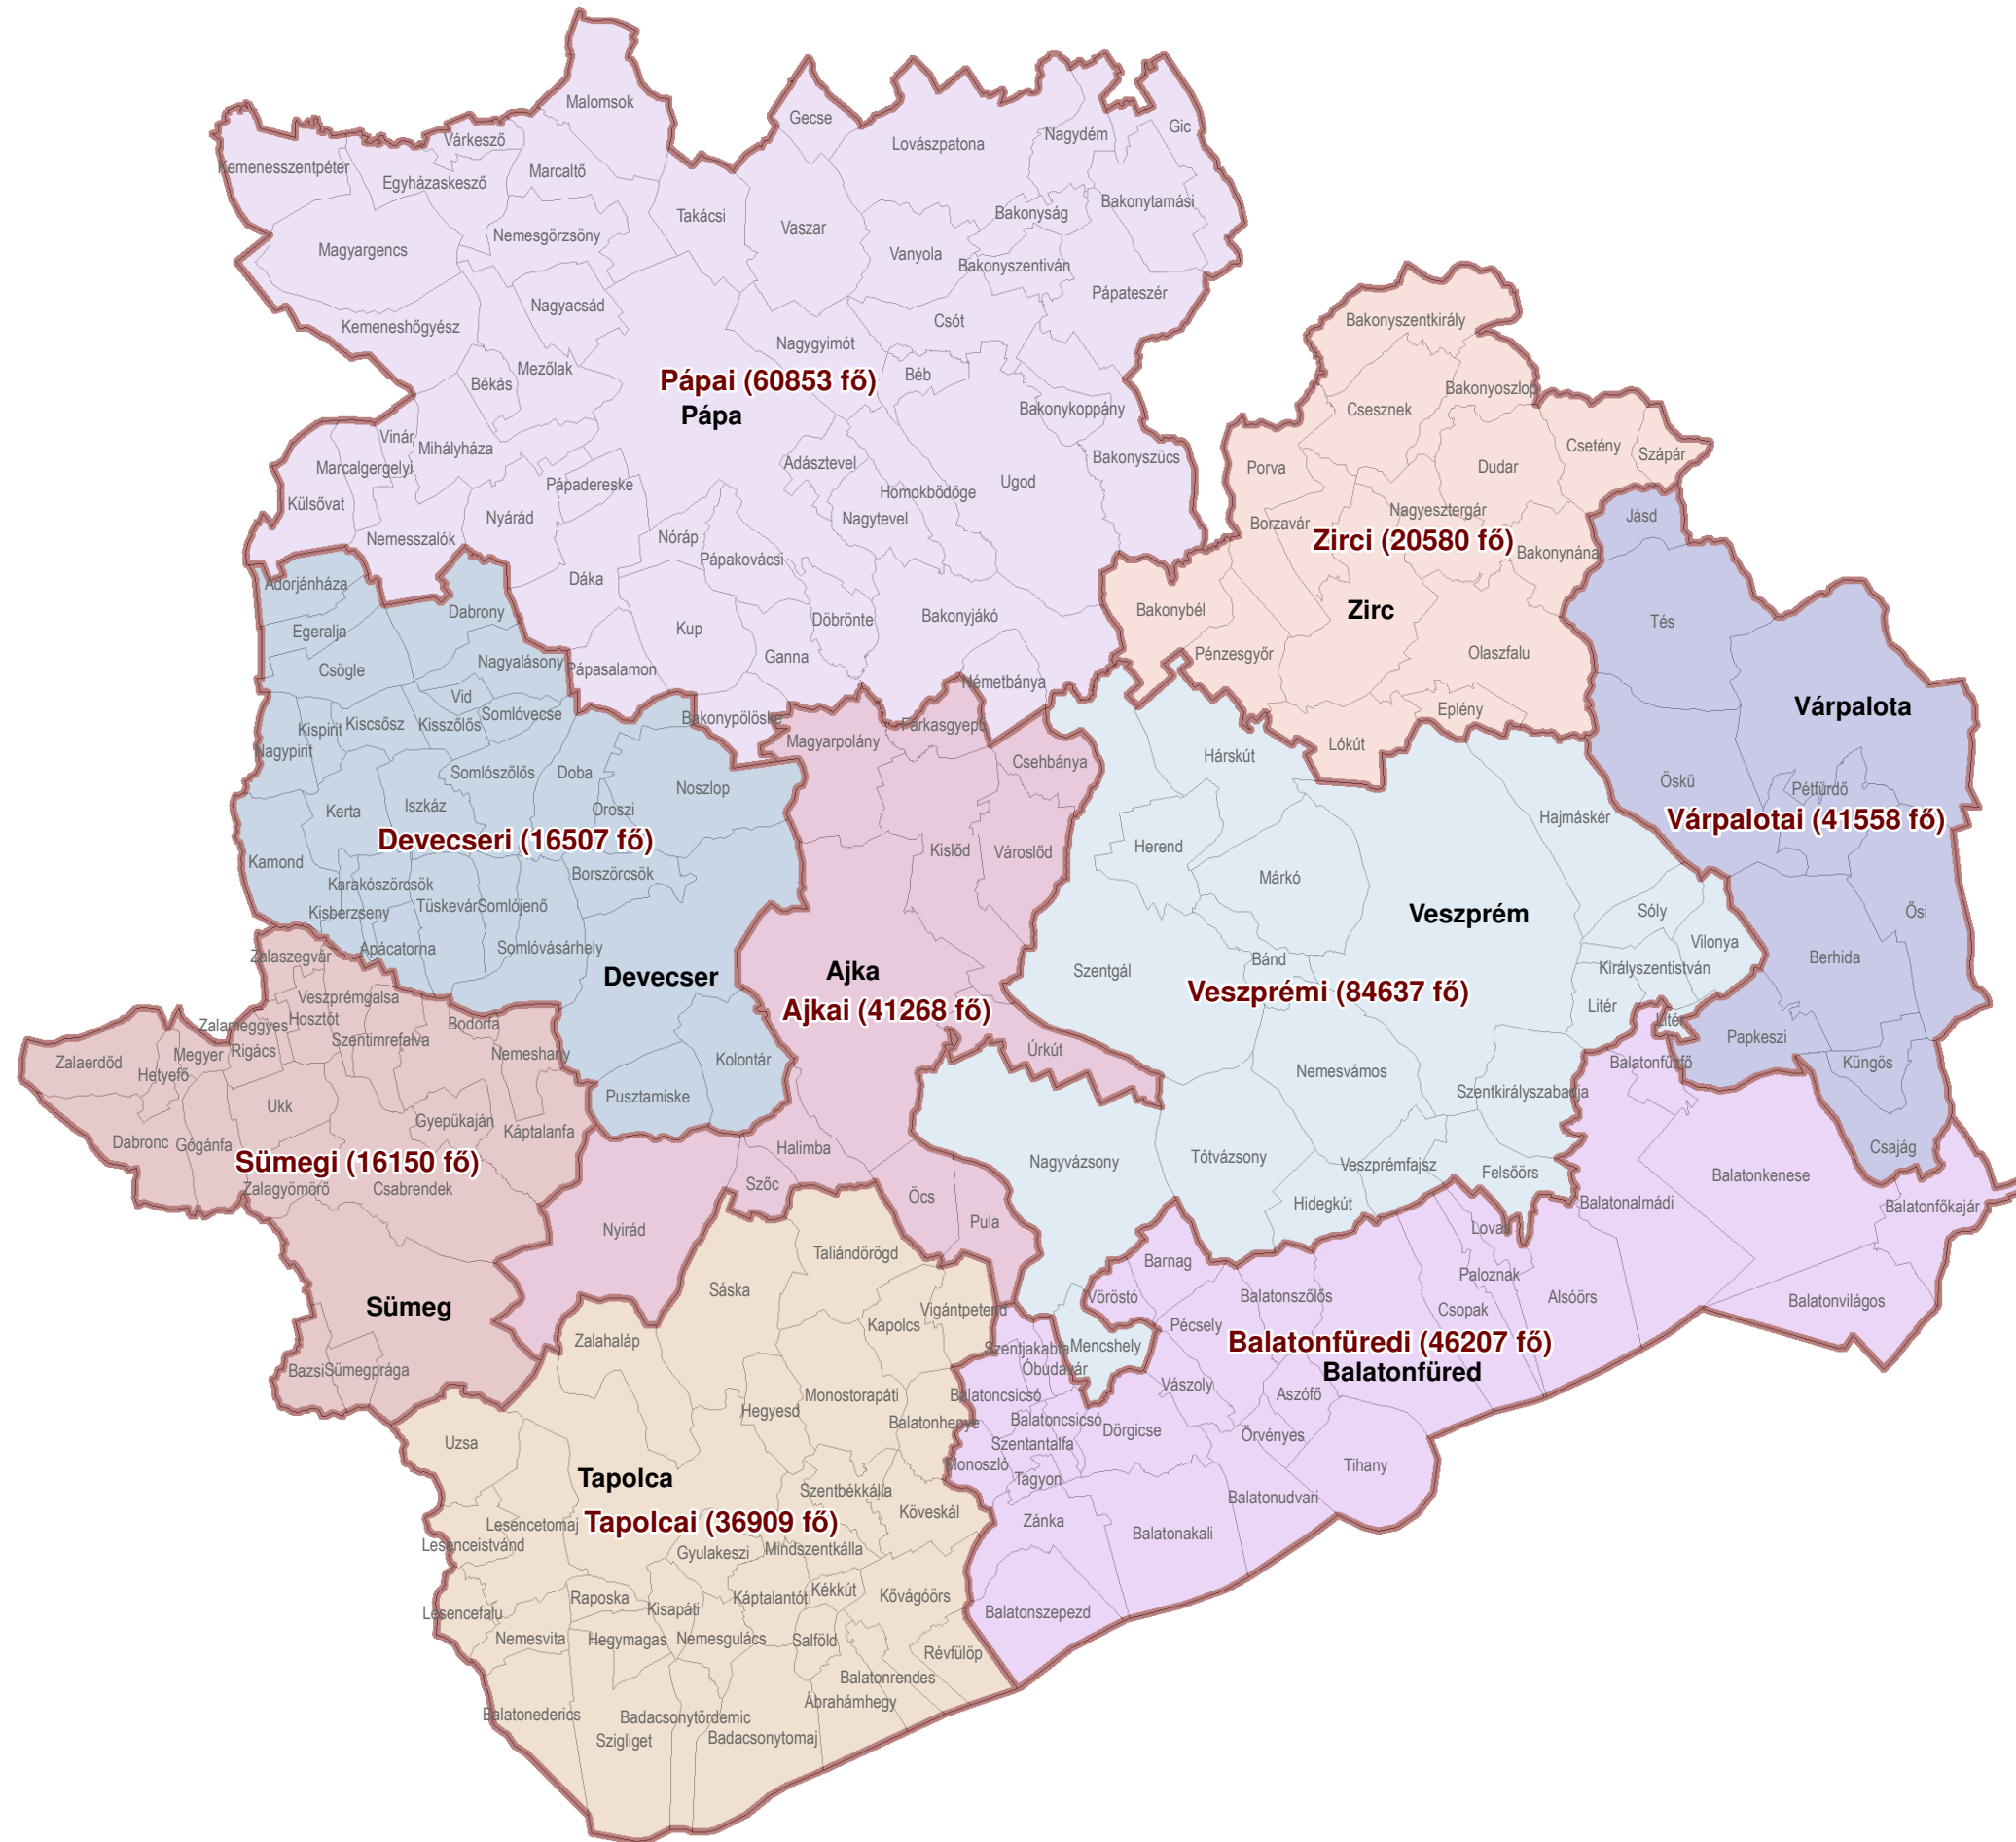 Malomsok
Gecse
Várkesző
Lovászpatona
Nagydém
Gic
Kemenesszentpéter
Egyházaskesző
Marcaltő
Takácsi
Vaszar
Bakonyság
Bakonytamási
Magyargencs
Nemesgörzsöny
Vanyola
Bakonyszentiván
Pápateszér
Nagyacsád
Kemeneshőgyész
Csót
Nagygyimót
Bakonyszentkirály
Mezőlak
Békás
Pápai (60853 fő)
Béb
Bakonyoszlop
Pápa
Bakonykoppány
Csesznek
Vinár
Mihályháza
Marcalgergelyi
Adásztevel
Bakonyszücs
Porva
Dudar
Csetény
Szápár
Külsővat
Pápadereske
Homokbödöge
Ugod
Nyárád
Nagytevel
Borzavár
Nagyesztergár
Jásd
Nemesszalók
Nóráp
Pápakovácsi
Zirci (20580 fő)
Bakonynána
Adorjánháza
Dáka
Dabrony
Bakonybél
Zirc
Egeralja
Kup
Döbrönte
Bakonyjákó
Tés
Csögle
Nagyalásony
Pápasalamon
Ganna
Pénzesgyőr
Olaszfalu
Németbánya
Vid
Somlóvecse
Kispirit
Kiscsősz
Kisszőlős
Bakonypölöske
Farkasgyepű
Eplény
Várpalota
Nagypirit
Magyarpolány
Csehbánya
Hárskút
Lókút
Somlószőlős
Doba
Noszlop
Öskü
Pétfürdő
Kerta
Iszkáz
Oroszi
Hajmáskér
Várpalotai (41558 fő)
Devecseri (16507 fő)
Kislőd
Városlőd
Herend
Kamond
Borszörcsök
Márkó
Karakószörcsök
Kisberzseny
Tüskevár
Somlójenő
Veszprém
Sóly
Ősi
Apácatorna
Somlóvásárhely
Vilonya
Zalaszegvár
Devecser
Ajka
Szentgál
Bánd
Királyszentistván
Berhida
Veszprémgalsa
Ajkai (41268 fő)
Veszprémi (84637 fő)
Litér
Hosztót
Zalameggyes
Bodorfa
Litér
Szentimrefalva
Papkeszi
Megyer
Rigács
Nemeshany
Kolontár
Úrkút
Zalaerdőd
Hetyefő
Balatonfűzfő
Küngös
Nemesvámos
Pusztamiske
Szentkirályszabadja
Ukk
Gyepükaján
Káptalanfa
Dabronc
Gógánfa
Halimba
Csajág
Sümegi (16150 fő)
Nagyvázsony
Tótvázsony
Veszprémfajsz
Felsőörs
Balatonkenese
Zalagyömörő
Csabrendek
Szőc
Öcs
Hidegkút
Balatonalmádi
Balatonfőkajár
Nyirád
Pula
Lovas
Taliándörögd
Barnag
Paloznak
Sáska
Vöröstó
Balatonszőlős
Alsóörs
Balatonvilágos
Sümeg
Vigántpetend
Csopak
Kapolcs
Pécsely
Zalahaláp
Balatonfüredi (46207 fő)
Szentjakabfa
Mencshely
Bazsi
Sümegprága
Óbudavár
Balatonfüred
Monostorapáti
Balatoncsicsó
Vászoly
Aszófő
Hegyesd
Balatonhenye
Balatoncsicsó
Dörgicse
Uzsa
Szentantalfa
Örvényes
Monoszló
Tihany
Tapolca
Tagyon
Szentbékkálla
Balatonudvari
Köveskál
Lesencetomaj
Tapolcai (36909 fő)
Zánka
Balatonakali
Lesenceistvánd
Gyulakeszi
Mindszentkálla
Raposka
Káptalantóti
Kékkút
Kővágóörs
Lesencefalu
Kisapáti
Balatonszepezd
Nemesvita
Hegymagas
Nemesgulács
Salföld
Révfülöp
Balatonrendes
Ábrahámhegy
Balatonederics
Badacsonytördemic
Szigliget
Badacsonytomaj